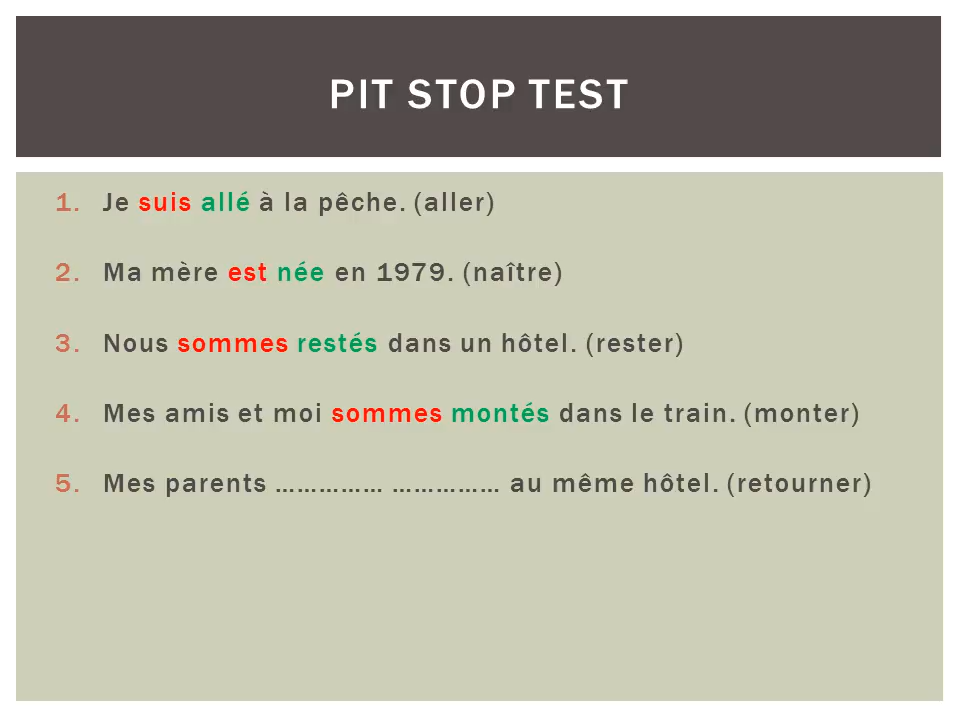 PIT STOP TEST
1. Je suis allé à la pêche. (aller)
2. Ma mère est née en 1979. (naître)
3. Nous sommes restés dans un hôtel. (rester)
4. Mes amis et moi sommes montés dans le train. (monter)
5. Mes parents …………… …………… au même hôtel. (retourner)